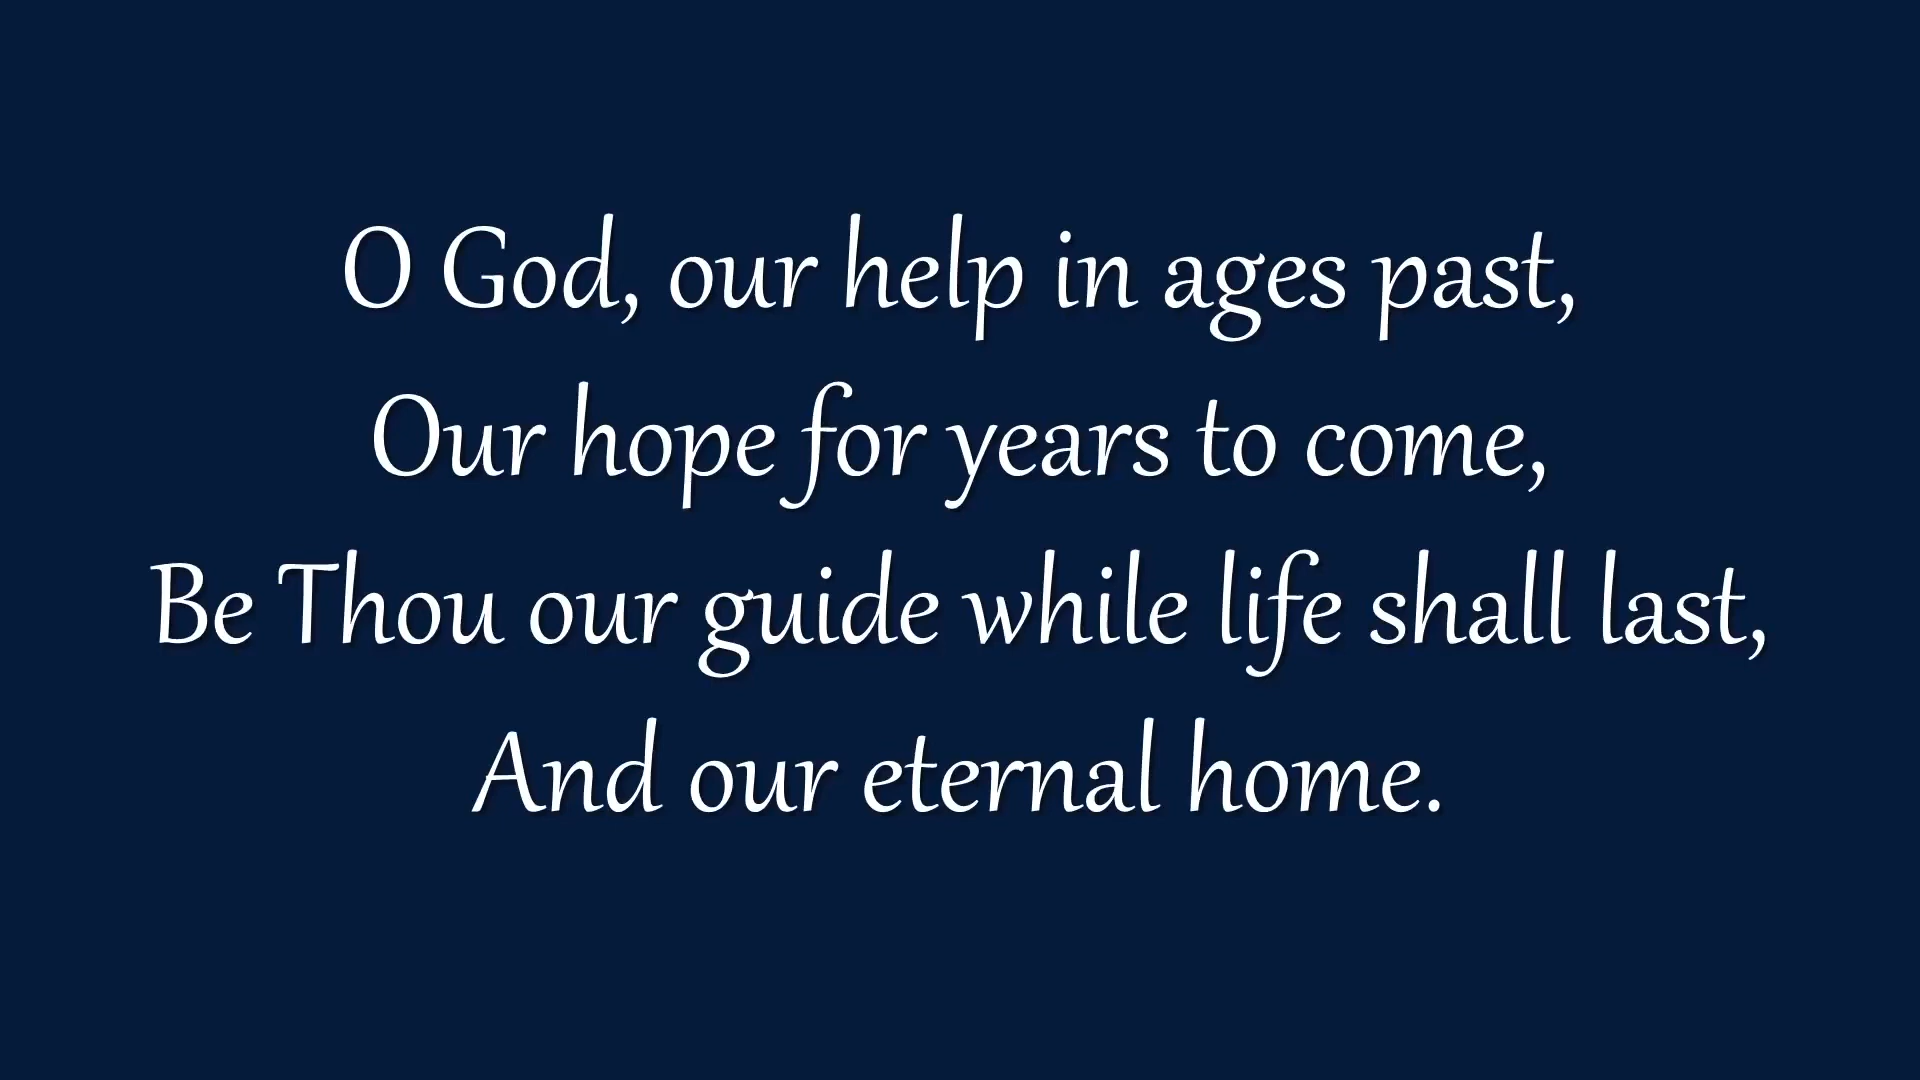 O God, our help in ages past,
Our hope for years to come,
Be Thou our guide while life shall last,
And our eternal home.